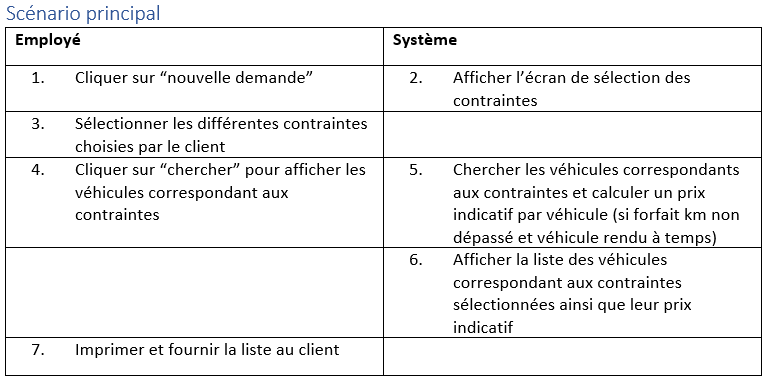 Scénario principal
Employé
Système
1. Cliquer sur “nouvelle demande”
2. Afficher l’écran de sélection des
contraintes
3. Sélectionner les différentes contraintes
choisies par le client
4. Cliquer sur “chercher” pour afficher les
véhicules correspondant aux
contraintes
5. Chercher les véhicules correspondants
aux contraintes et calculer un prix
indicatif par véhicule (si forfait km non
dépassé et véhicule rendu à temps)
6. Afficher la liste des véhicules
correspondant aux contraintes
sélectionnées ainsi que leur prix
indicatif
7. Imprimer et fournir la liste au client